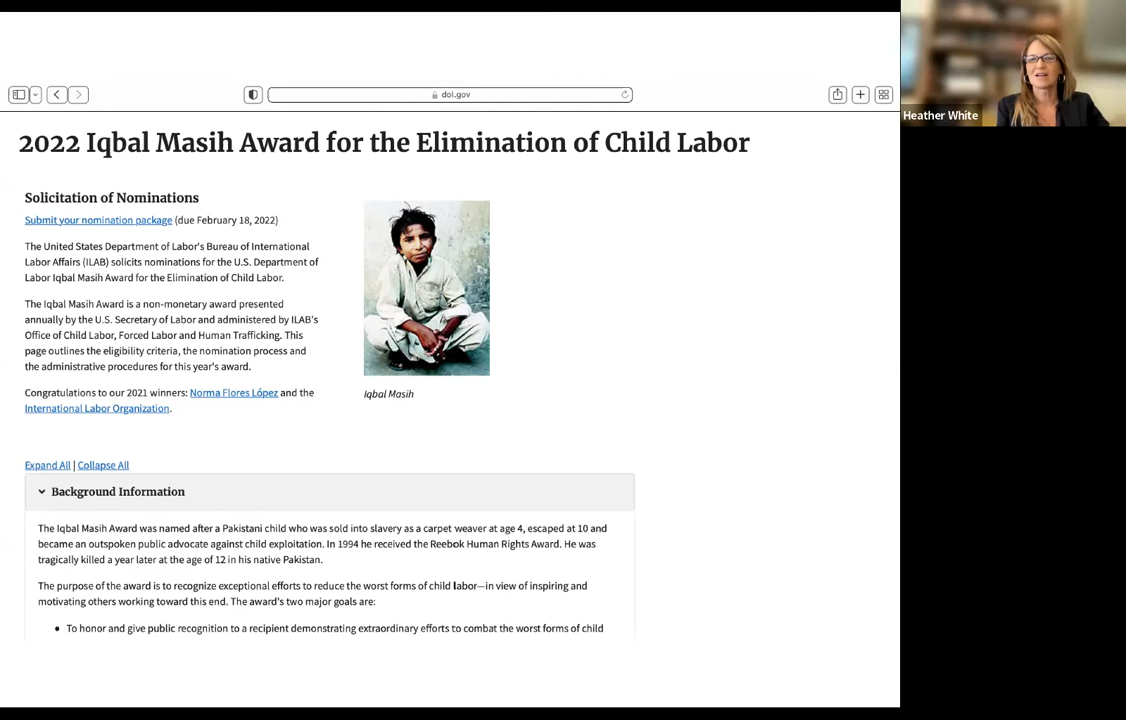 dol.gov
Heather White
2022 Iqbal Masih Award for the Elimination of Child Labor
Solicitation of Nominations
Submit your nomination package (due February 18, 2022)
The United States Department of Labor's Bureau of International
Labor Affairs (ILAB) solicits nominations for the U.S. Department of
Labor Iqbal Masih Award for the Elimination of Child Labor.
The Iqbal Masih Award is a non-monetary award presented
annually by the U.S. Secretary of Labor and administered by ILAB's
Office of Child Labor, Forced Labor and Human Trafficking. This
page outlines the eligibility criteria, the nomination process and
the administrative procedures for this year's award.
Congratulations to our 2021 winners: Norma Flores López and the
International Labor Organization.
Iqbal Masih
Expand All | Collapse All
Background Information
The Iqbal Masih Award was named after a Pakistani child who was sold into slavery as a carpet weaver at age 4, escaped at 10 and
became an outspoken public advocate against child exploitation. In 1994 he received the Reebok Human Rights Award. He was
tragically killed a year later at the age of 12 in his native Pakistan.
The purpose of the award is to recognize exceptional efforts to reduce the worst forms of child labor—in view of inspiring and
motivating others working toward this end. The award's two major goals are:
• To honor and give public recognition to a recipient demonstrating extraordinary efforts to combat the worst forms of child